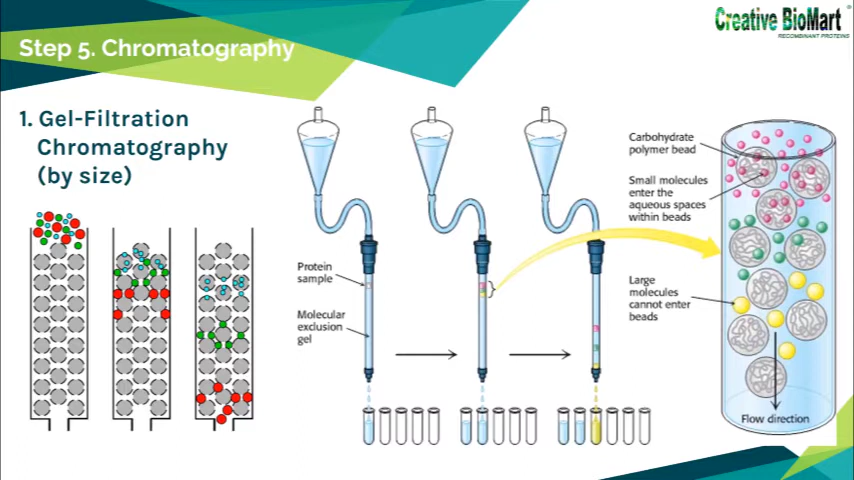 Creative BioMart
RECOMBINANT PROTEINS
Step 5. Chromatography
1. Gel-Filtration
Chromatography
(by size)
Protein
sample
Molecular
exclusion
gel
Carbohydrate
polymer bead
Small molecules
enter the
aqueous spaces
within beads
Large
molecules
cannot enter
beads
Flow direction